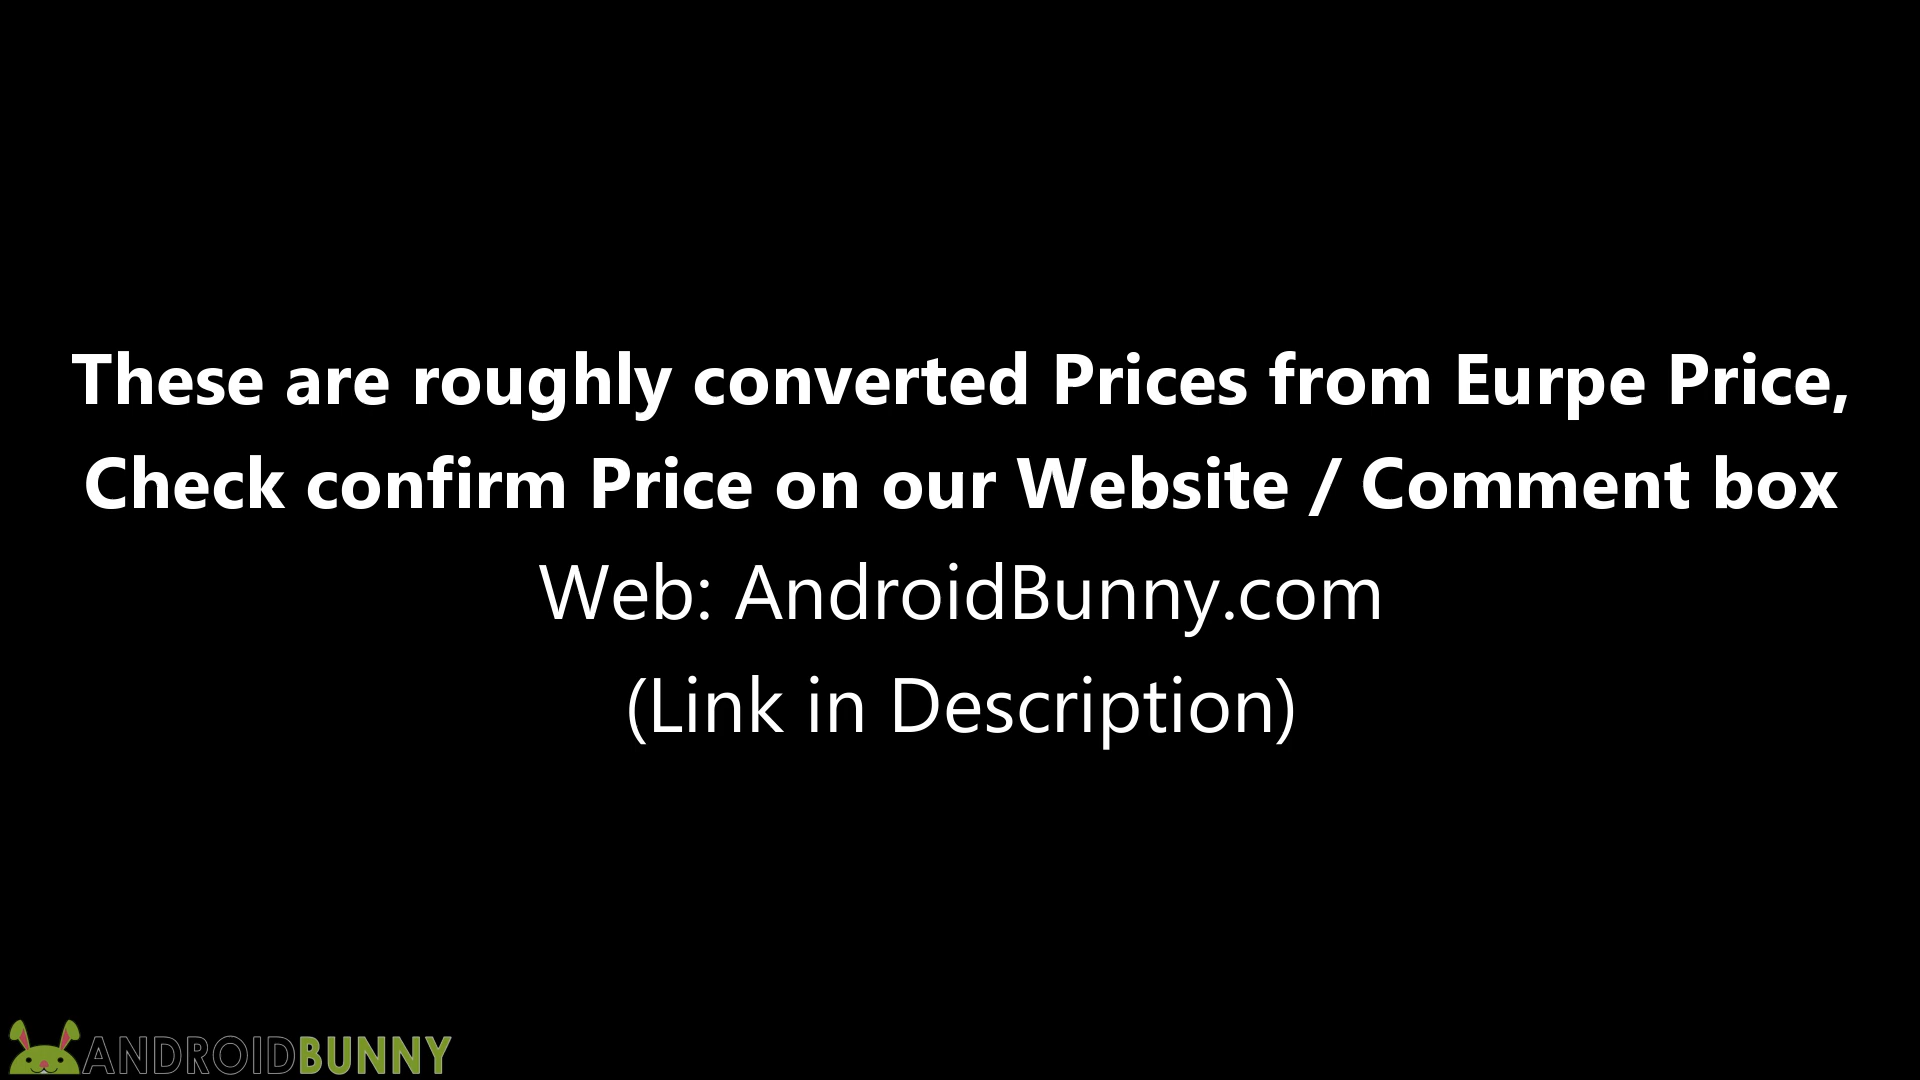 These are roughly converted Prices from Eurpe Price,
Check confirm Price on our Website / Comment box
Web: AndroidBunny.com
(Link in Description)
ANDROIDBUNNY